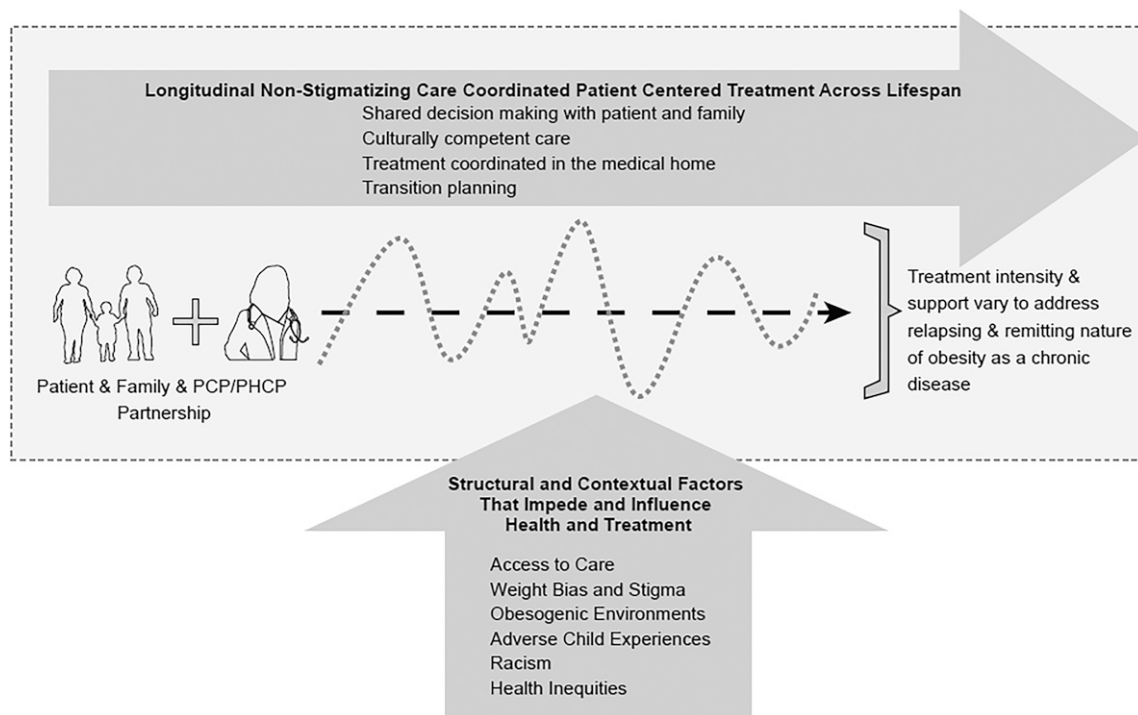 Longitudinal Non-Stigmatizing Care Coordinated Patient Centered Treatment Across Lifespan
Shared decision making with patient and family
Culturally competent care
Treatment coordinated in the medical home
Transition planning
Patient & Family & PCP/PHCP
Partnership
Treatment intensity &
support vary to address
relapsing & remitting nature
of obesity as a chronic
disease
Structural and Contextual Factors
That Impede and Influence
Health and Treatment
Access to Care
Weight Bias and Stigma
Obesogenic Environments
Adverse Child Experiences
Racism
Health Inequities